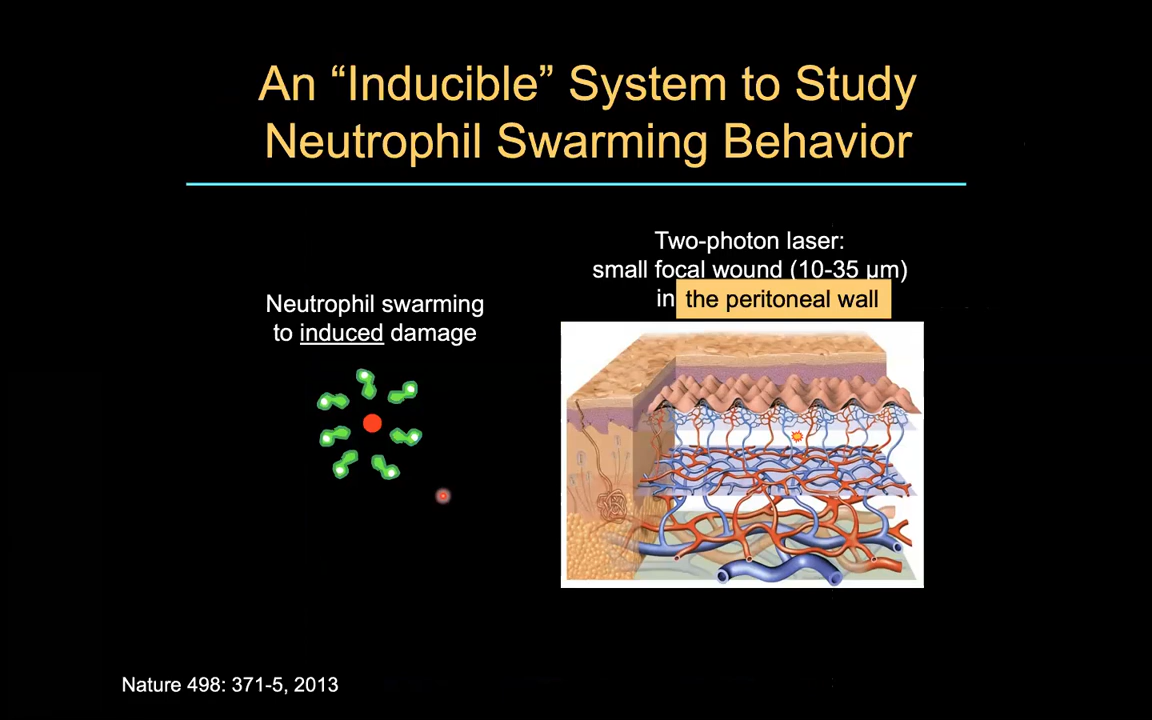 An “Inducible” System to Study
Neutrophil Swarming Behavior
Neutrophil swarming
to induced damage
Two-photon laser:
small focal wound (10-35 µm)
in the peritoneal wall
Nature 498: 371-5, 2013